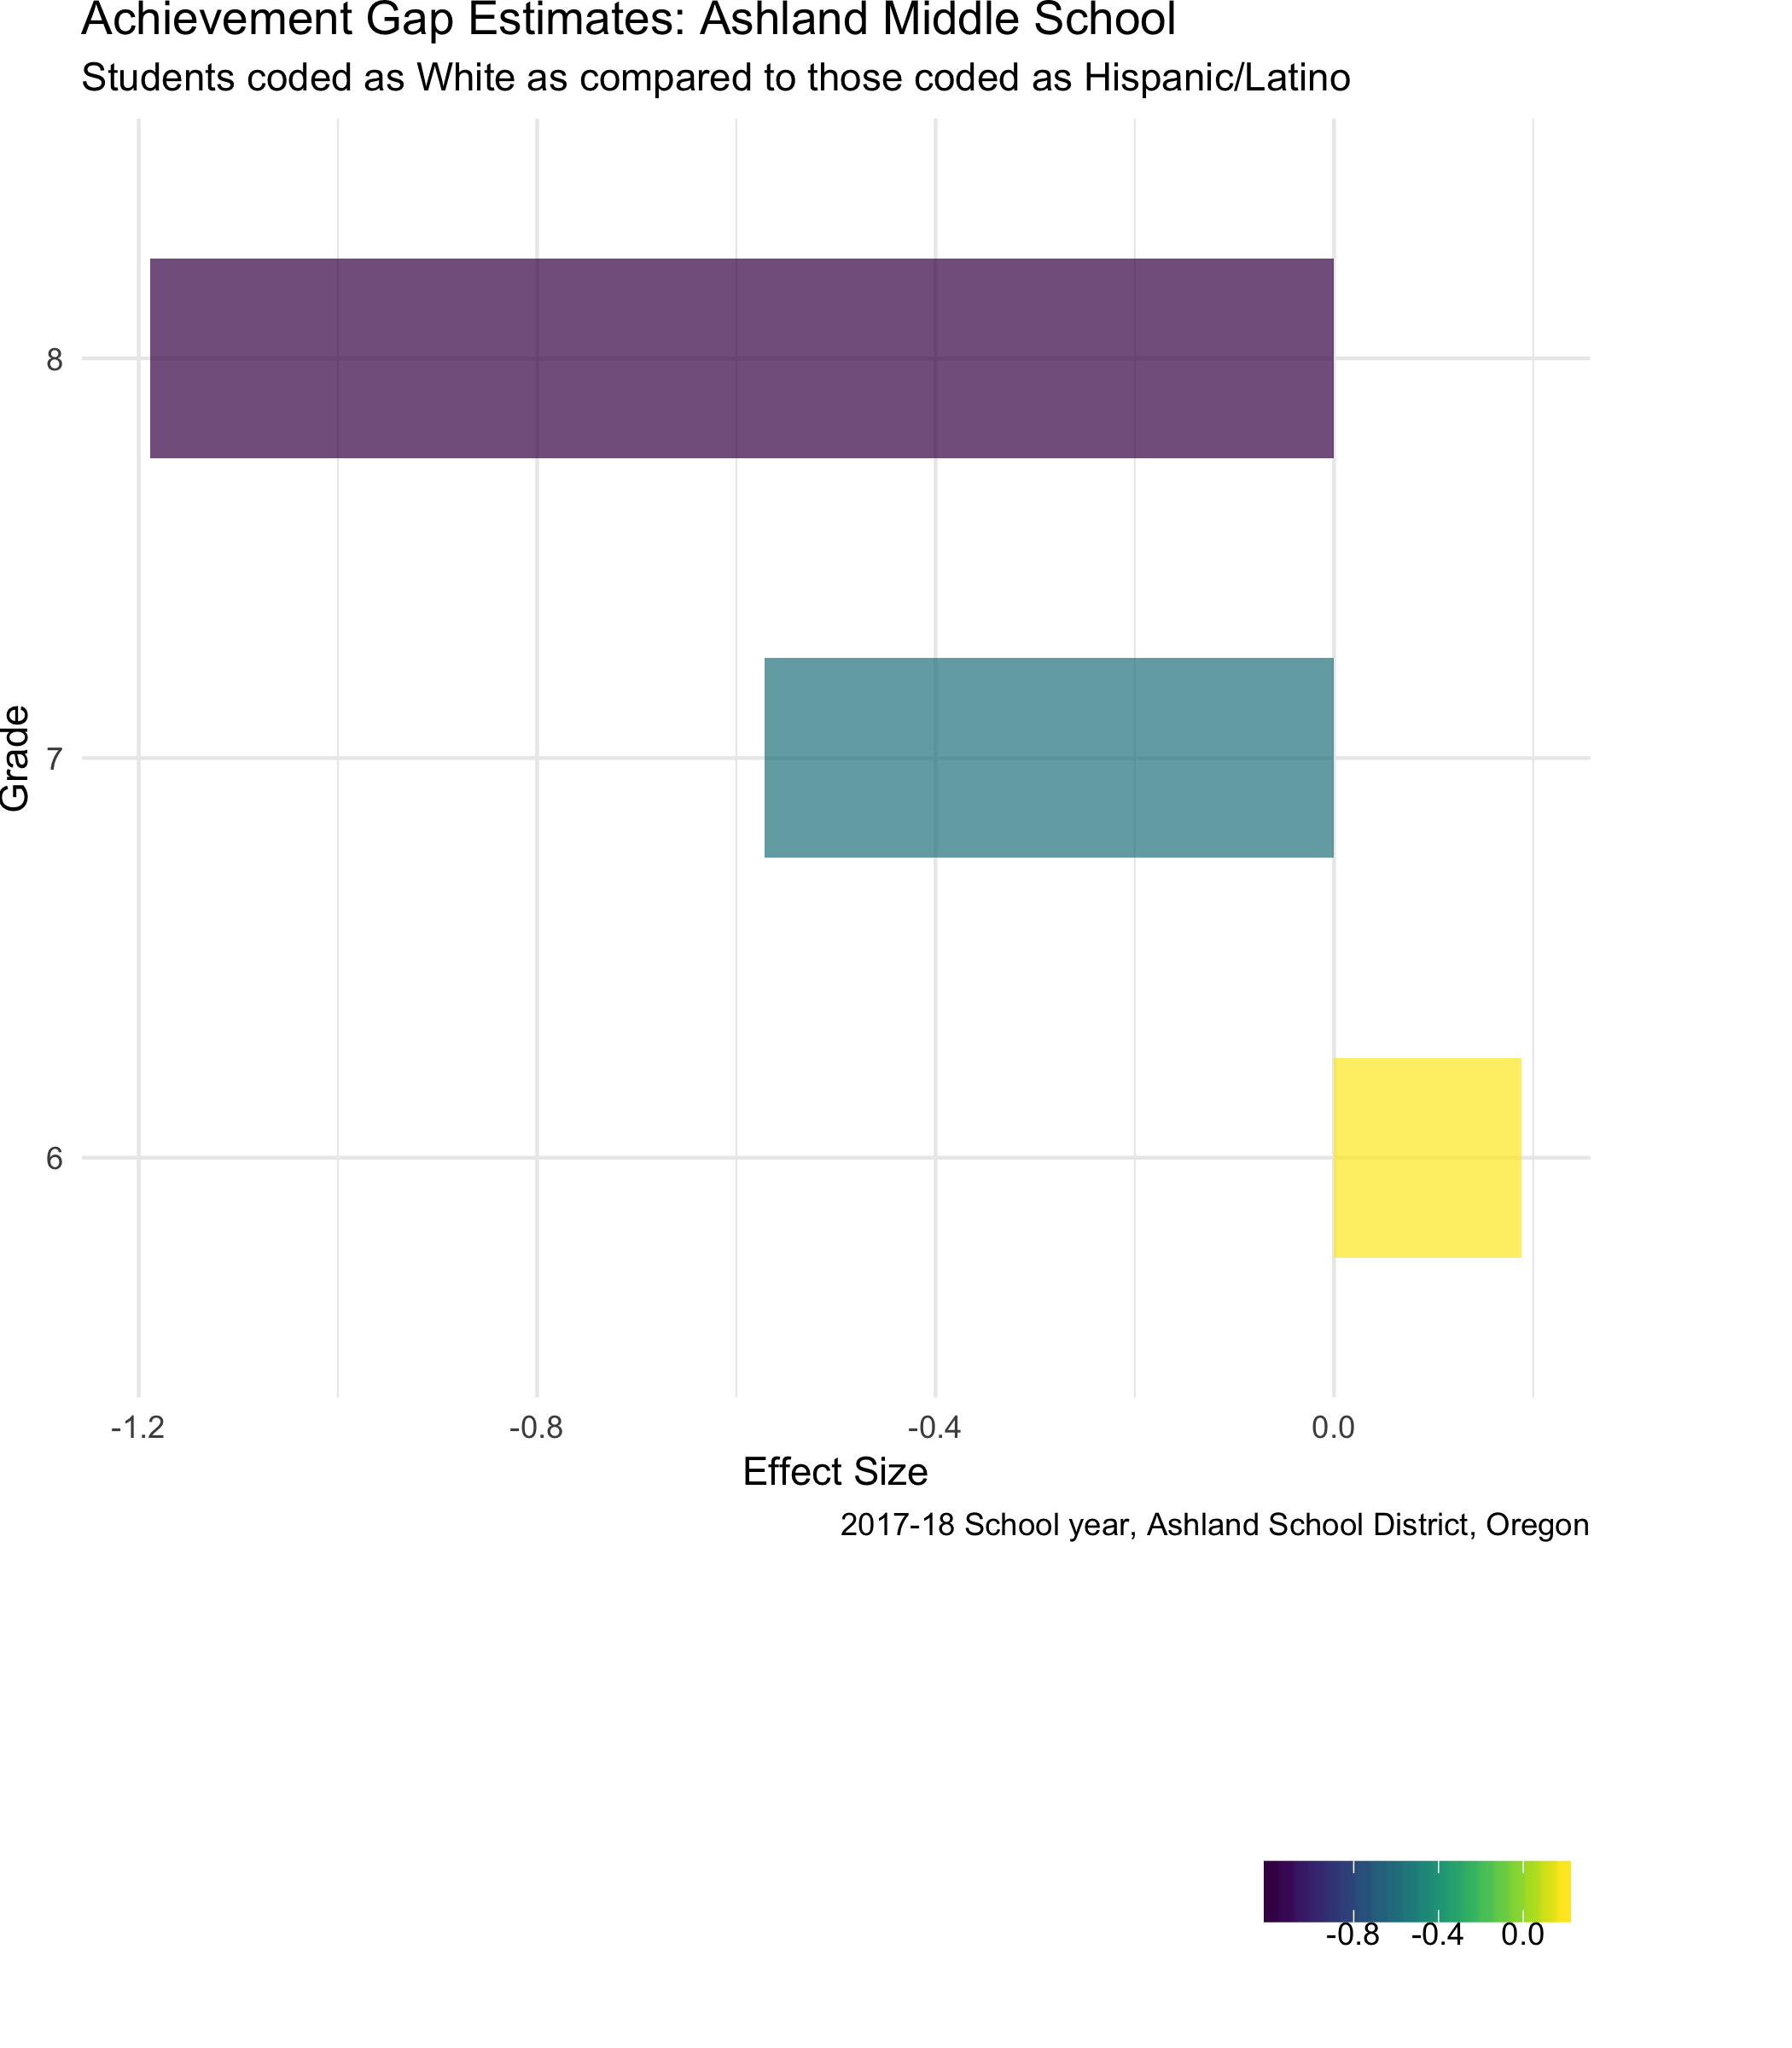 Achievement Gap Estimates: Ashland Middle School
Students coded as White as compared to those coded as Hispanic/Latino
8
7
6
Grade
-1.2 -0.8 -0.4 0.0
Effect Size
2017-18 School year, Ashland School District, Oregon
-0.8 -0.4 0.0